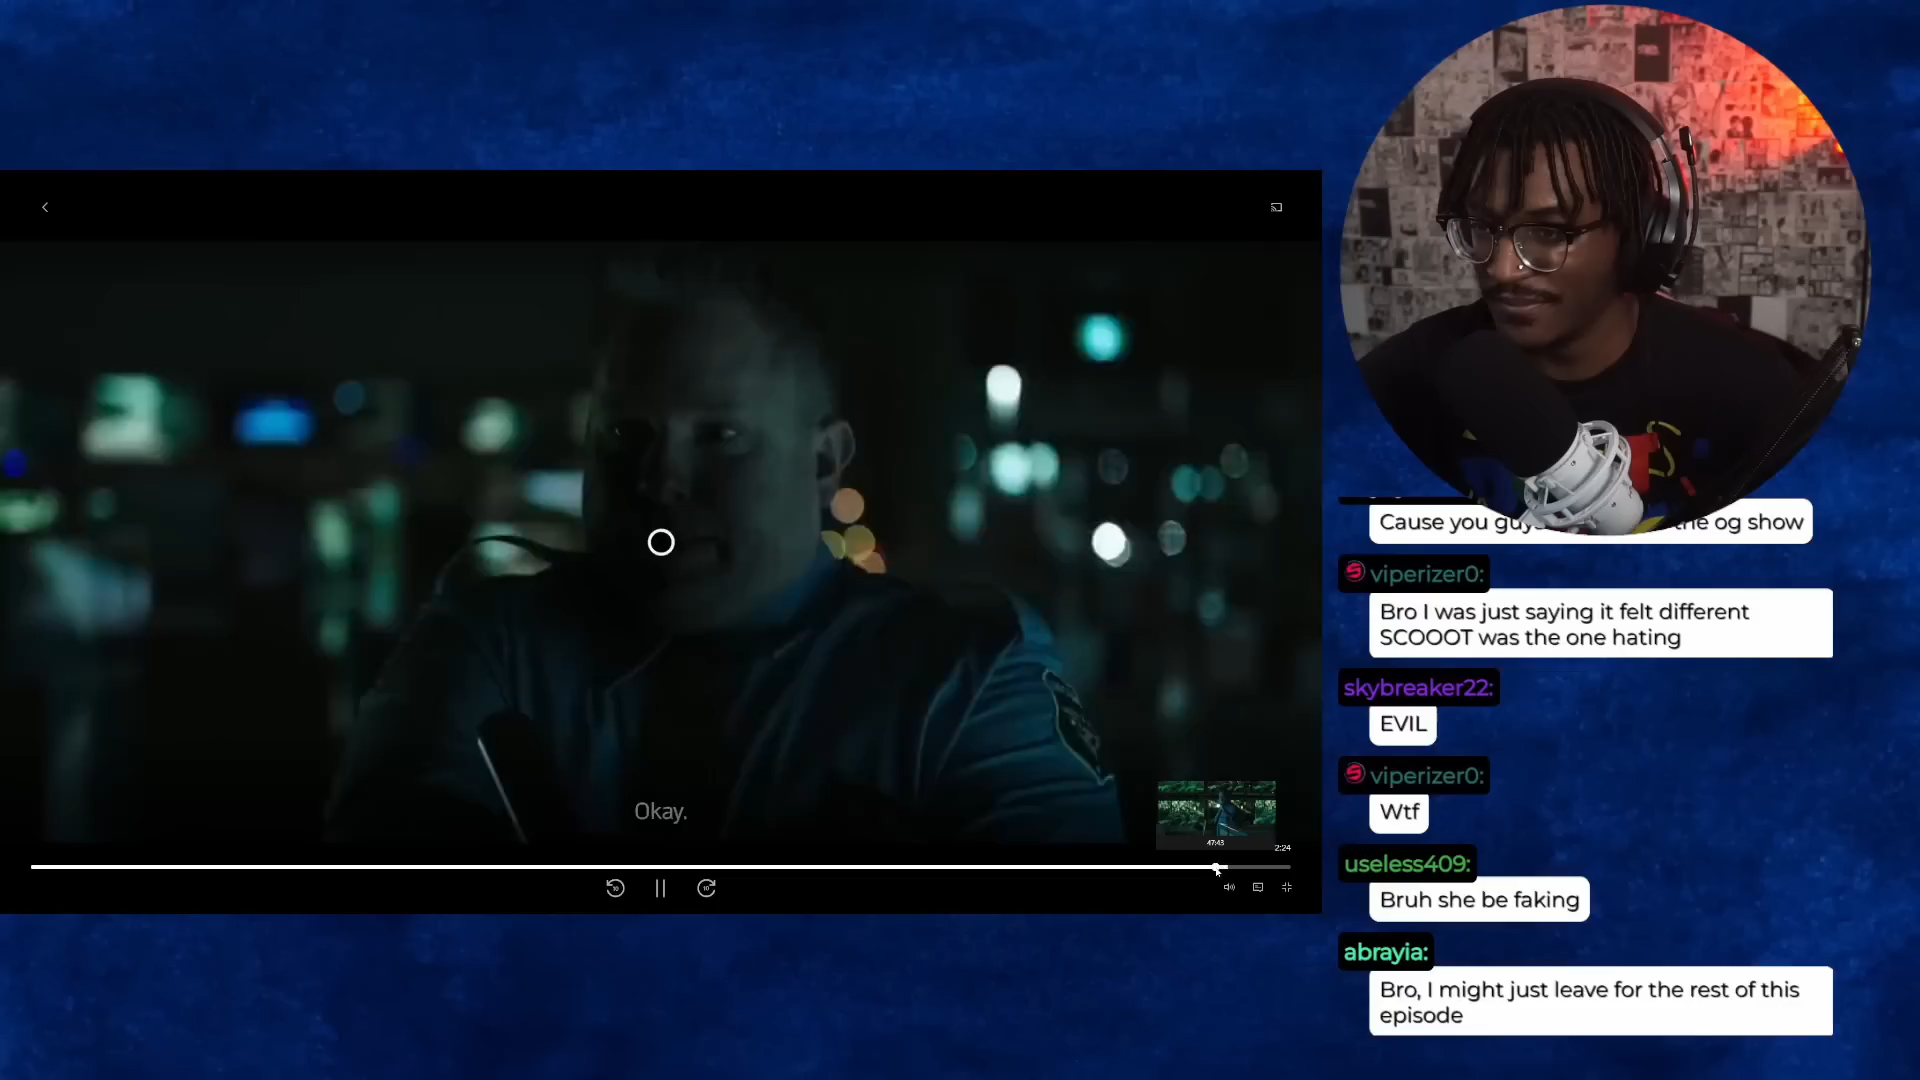 Okay.
47:43
2:24
Cause you guy
the og show
viperizer0:
Bro I was just saying it felt different
SCOOOT was the one hating
skybreaker22:
EVIL
viperizer0:
Wtf
useless409:
Bruh she be faking
abrayia:
Bro, I might just leave for the rest of this
episode